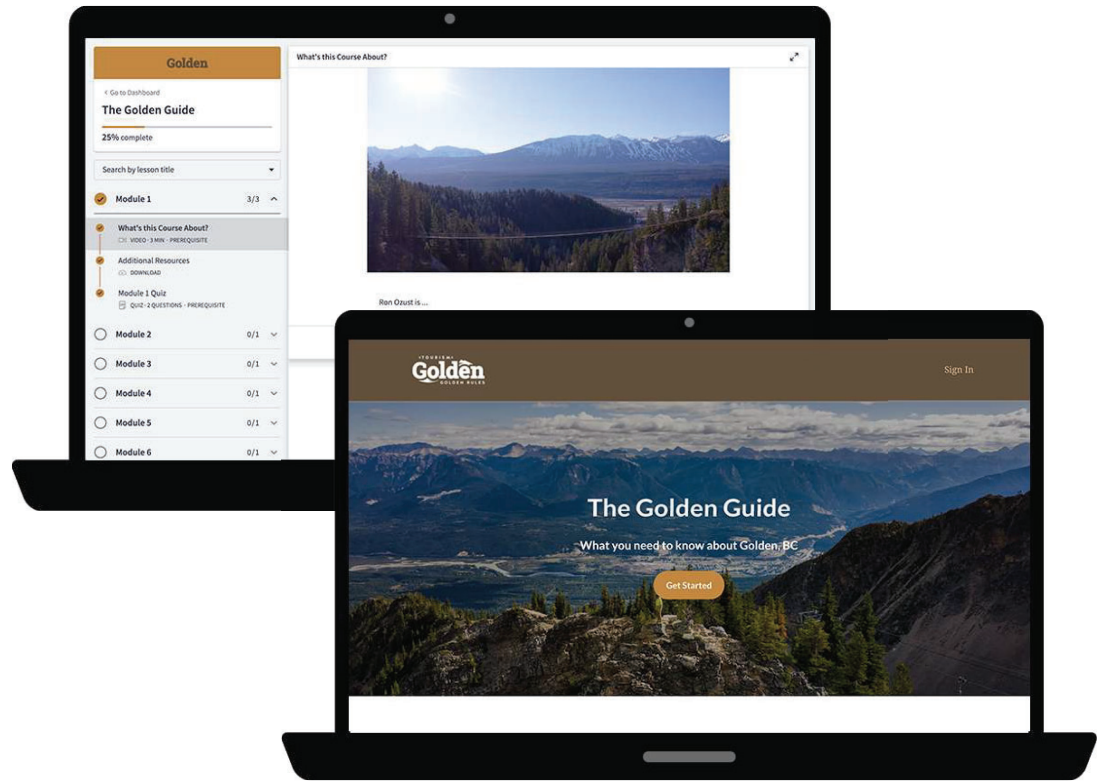 Golden
What's this Course About?
< Go to Dashboard
The Golden Guide
25% complete
Search by lesson title
Module 1 3/3
What's this Course About?
VIDEO · 3 MIN · PREREQUISITE
Additional Resources
DOWNLOAD
Module 1 Quiz
QUIZ · 2 QUESTIONS · PREREQUISITE
Module 2 0/1
Module 3 0/1
Module 4 0/1
Module 5 0/1
Module 6 0/1
Ron Ozust is ...
TOURISM
Golden
GOLDEN RULES
Sign In
The Golden Guide
What you need to know about Golden, BC
Get Started